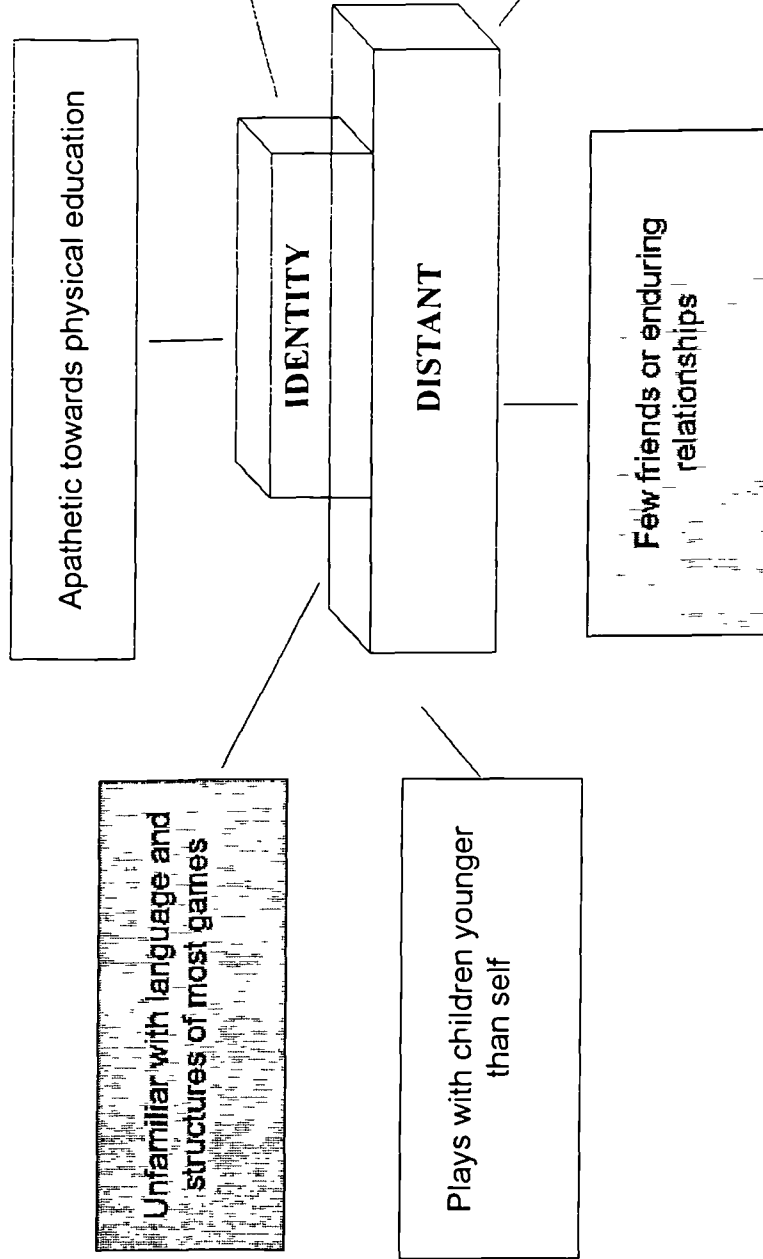 Apathetic towards physical education
Unfamiliar with language and
structures of most games
IDENTITY
DISTANT
Plays with children younger
than self
Few friends or enduring
relationships